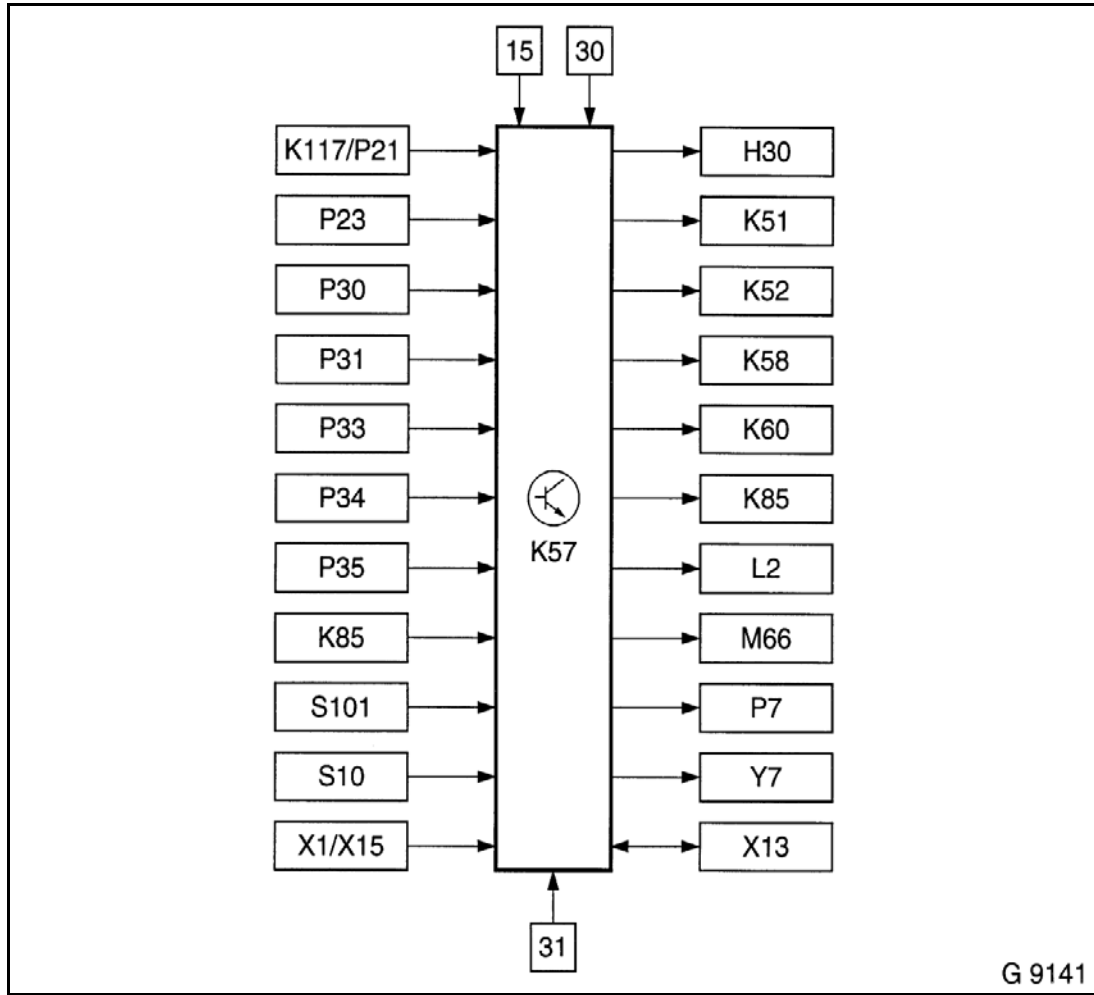 15 30
K117/P21 H30
P23 K51
P30 K52
P31 K58
P33 K60
P34 K85
K57
P35 L2
K85 M66
S101 P7
S10 Y7
X1/X15 X13
31
G 9141